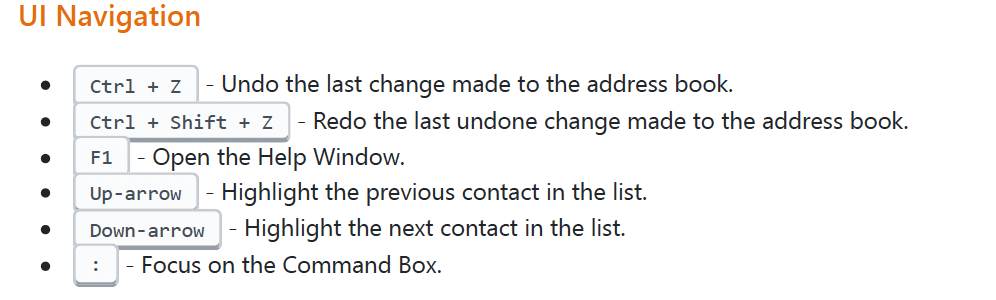 UI Navigation
• Ctrl + Z - Undo the last change made to the address book.
• Ctrl + Shift + Z - Redo the last undone change made to the address book.
• F1 - Open the Help Window.
• Up-arrow - Highlight the previous contact in the list.
• Down-arrow - Highlight the next contact in the list.
• : - Focus on the Command Box.